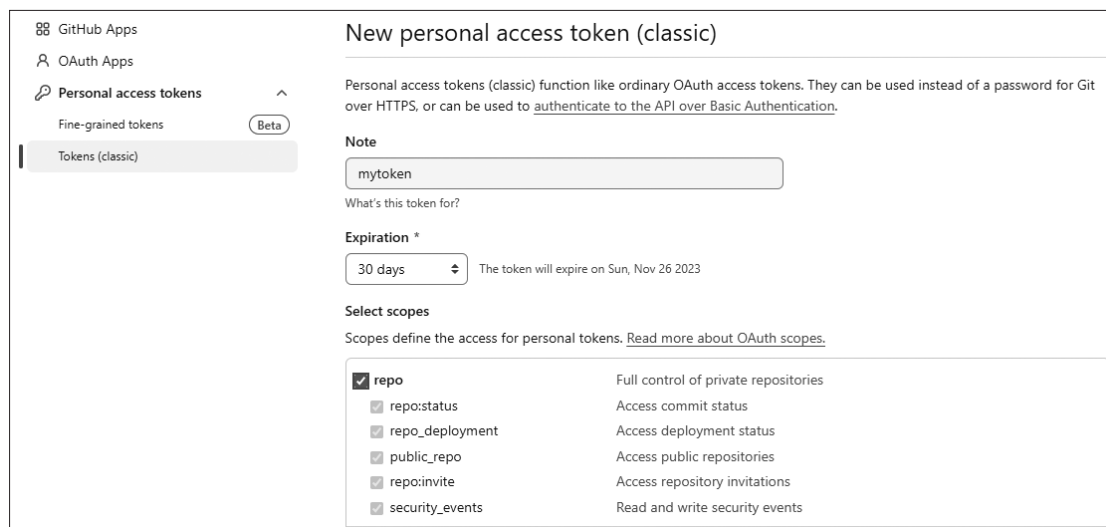 GitHub Apps
OAuth Apps
Personal access tokens
Fine-grained tokens Beta
Tokens (classic)
New personal access token (classic)
Personal access tokens (classic) function like ordinary OAuth access tokens. They can be used instead of a password for Git
over HTTPS, or can be used to authenticate to the API over Basic Authentication.
Note
mytoken
What's this token for?
Expiration *
30 days The token will expire on Sun, Nov 26 2023
Select scopes
Scopes define the access for personal tokens. Read more about OAuth scopes.
repo Full control of private repositories
repo:status Access commit status
repo_deployment Access deployment status
public_repo Access public repositories
repo:invite Access repository invitations
security_events Read and write security events